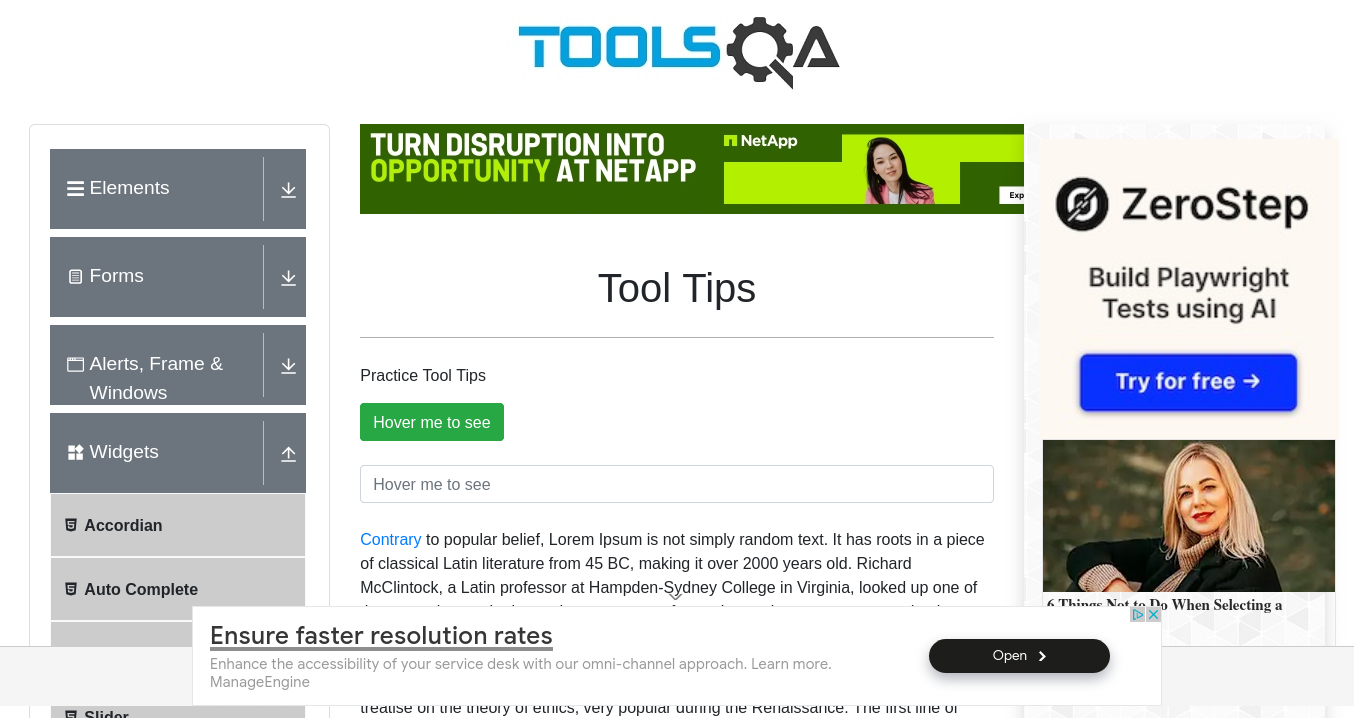 TOOLSQA
Elements
Forms
Alerts, Frame &
Windows
Widgets
Accordian
Auto Complete
Slider
TURN DISRUPTION INTO
OPPORTUNITY AT NETAPP
NetApp
Exp
Tool Tips
Practice Tool Tips
Hover me to see
Hover me to see
Contrary to popular belief, Lorem Ipsum is not simply random text. It has roots in a piece
of classical Latin literature from 45 BC, making it over 2000 years old. Richard
McClintock, a Latin professor at Hampden-Sydney College in Virginia, looked up one of
treatise on the theory of ethics, very popular during the Renaissance. The first line of
ZeroStep
Build Playwright
Tests using AI
Try for free →
6 Things Not to Do When Selecting a
Ensure faster resolution rates
Enhance the accessibility of your service desk with our omni-channel approach. Learn more.
ManageEngine
Open